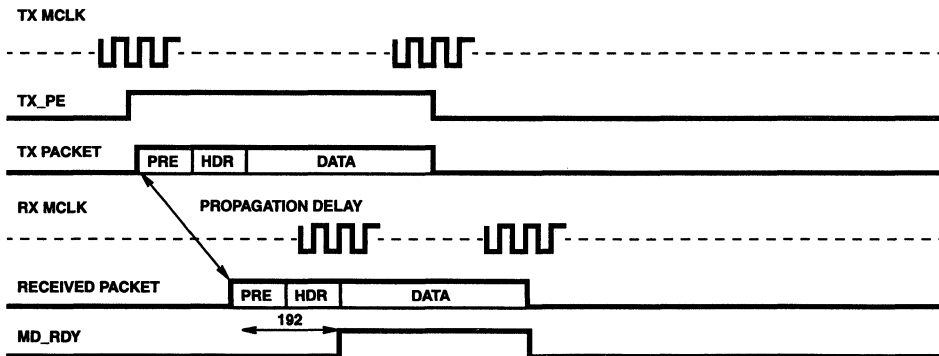 TX MCLK
TX_PE
TX PACKET
PRE HDR DATA
RX MCLK
PROPAGATION DELAY
RECEIVED PACKET
PRE HDR DATA
192
MD_RDY